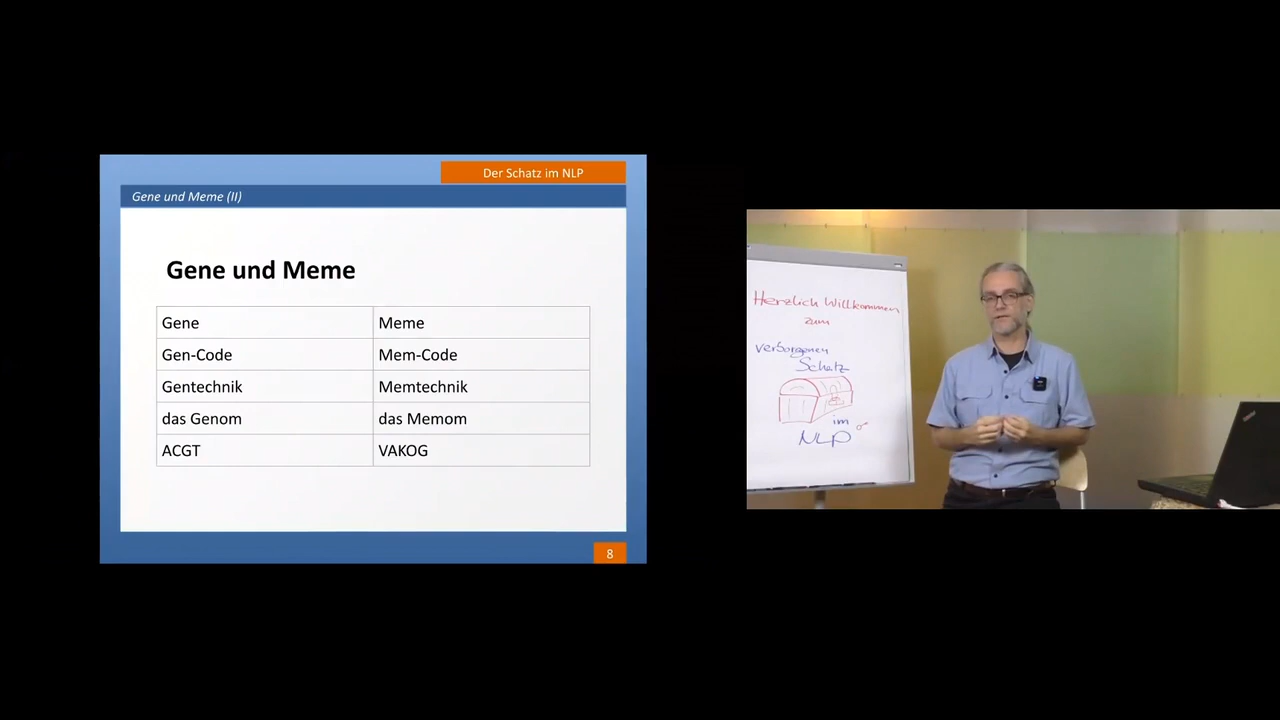 Der Schatz im NLP
Gene und Meme (II)
Gene und Meme
Gene Meme
Gen-Code Mem-Code
Gentechnik Memtechnik
das Genom das Memom
ACGT VAKOG
8
Herzlich Willkommen
zum
verborgenen
Schatz
im
NLP
ThinkPad